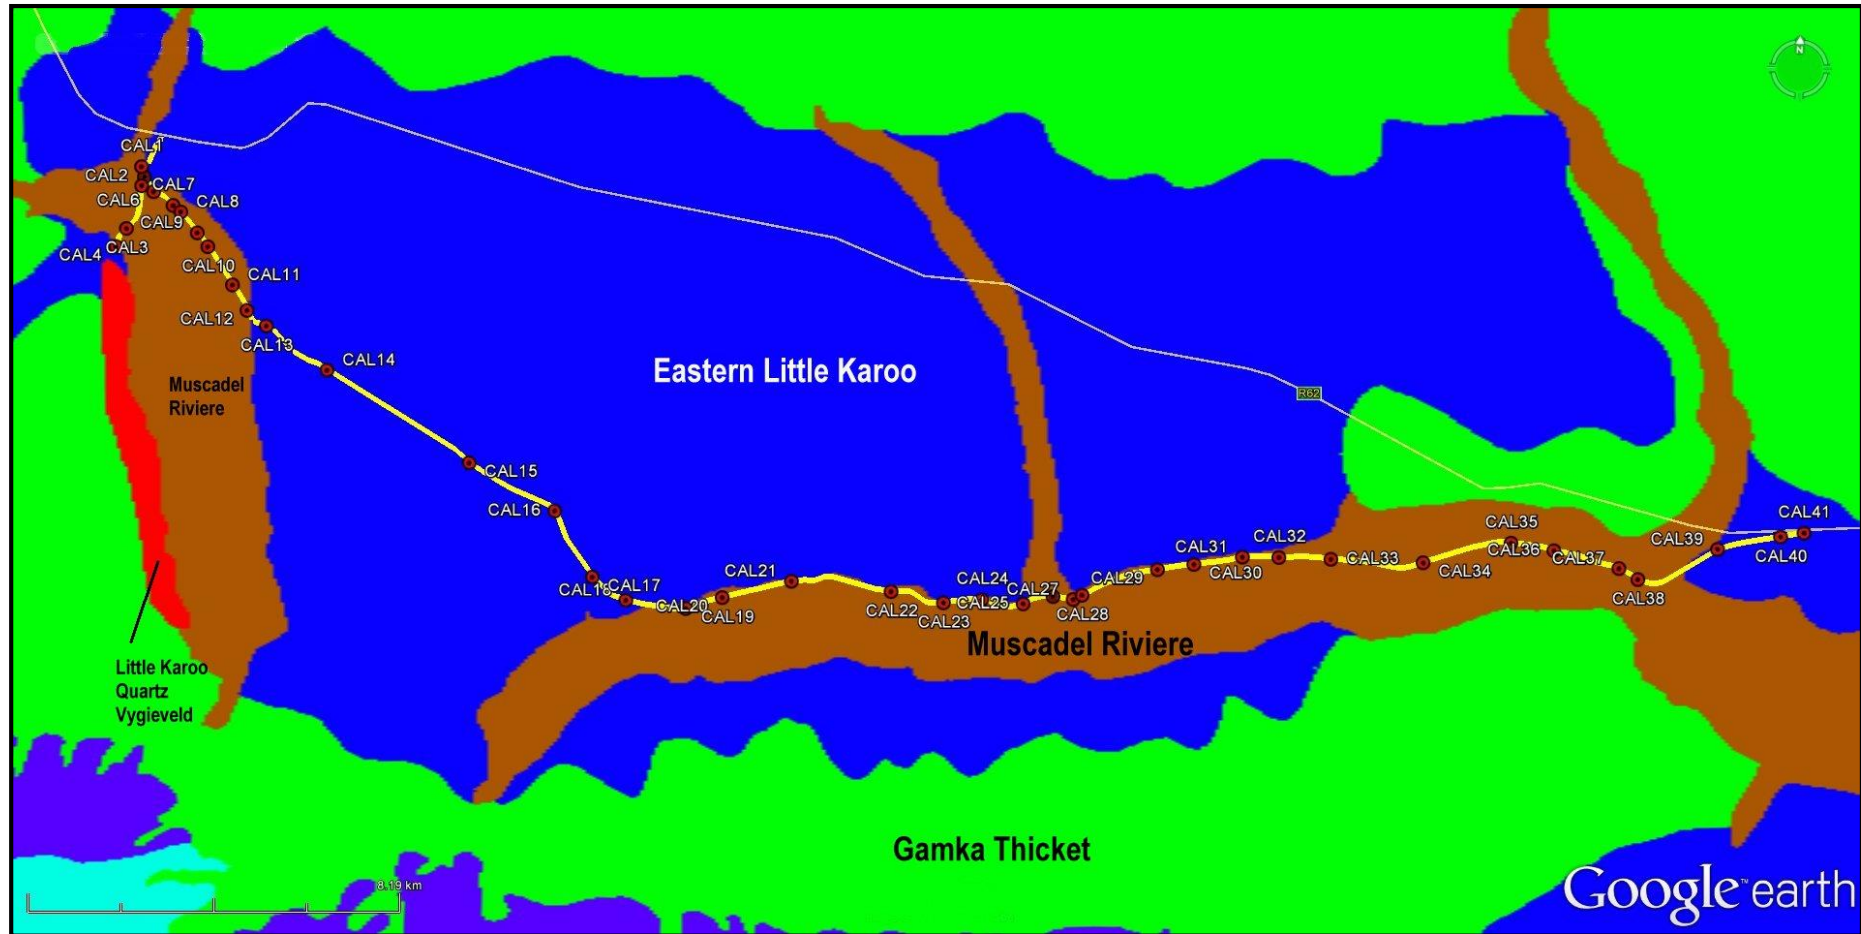 N
CAL1
CAL2
CAL7
CAL6
CAL8
CAL9
CAL3
CAL4
CAL10
CAL11
CAL12
CAL13
CAL14
Eastern Little Karoo
Muscadel
Riviere
R62
CAL15
CAL16
CAL41
CAL35
CAL39
CAL32
CAL31
CAL36
CAL37
CAL40
CAL33
CAL30
CAL34
CAL29
CAL21
CAL24
CAL18
CAL17
CAL27
CAL38
CAL20
CAL19
CAL22
CAL25
CAL23
CAL28
Muscadel Riviere
Little Karoo
Quartz
Vygieveld
Gamka Thicket
8.19 km
Google earth